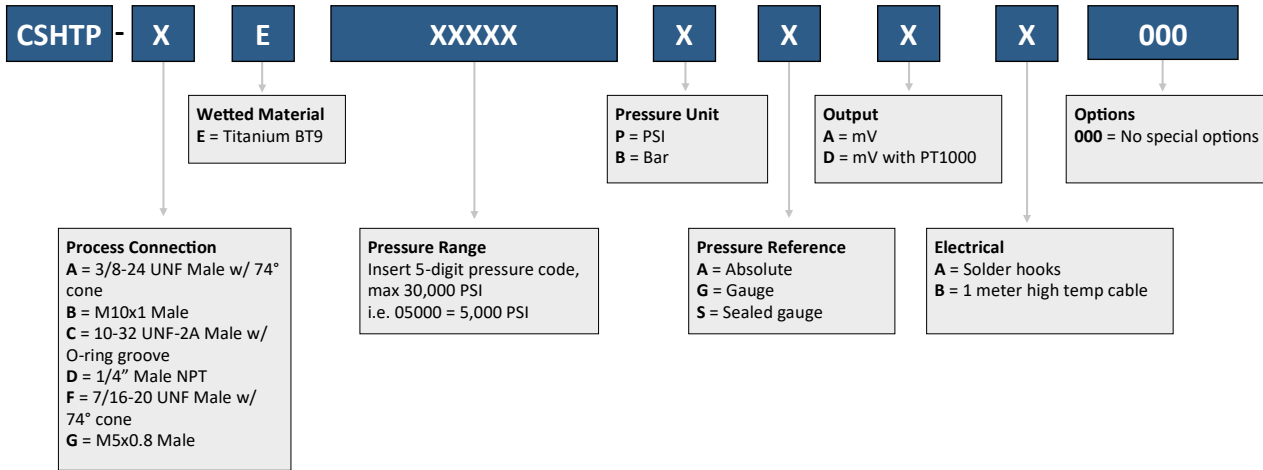 CSHTP - X E XXXXX X X X X 000
Wetted Material
E = Titanium BT9
Pressure Unit
P = PSI
B = Bar
Output
A = mV
D = mV with PT1000
Options
000 = No special options
Process Connection
A = 3/8-24 UNF Male w/ 74°
cone
B = M10x1 Male
C = 10-32 UNF-2A Male w/
O-ring groove
D = 1/4” Male NPT
F = 7/16-20 UNF Male w/
74° cone
G = M5x0.8 Male
Pressure Range
Insert 5-digit pressure code,
max 30,000 PSI
i.e. 05000 = 5,000 PSI
Pressure Reference
A = Absolute
G = Gauge
S = Sealed gauge
Electrical
A = Solder hooks
B = 1 meter high temp cable